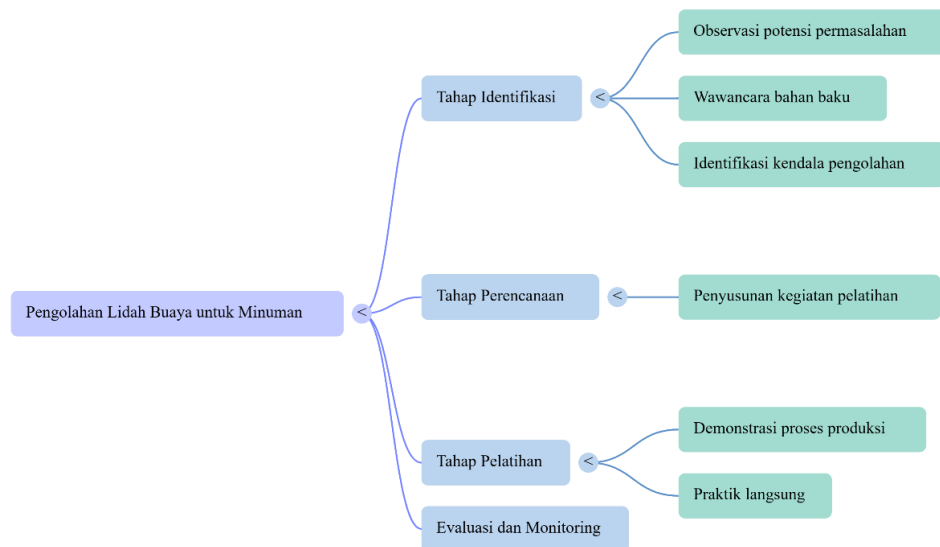 Pengolahan Lidah Buaya untuk Minuman
<
Tahap Identifikasi
<
Observasi potensi permasalahan
Wawancara bahan baku
Identifikasi kendala pengolahan
Tahap Perencanaan
<
Penyusunan kegiatan pelatihan
Tahap Pelatihan
<
Demonstrasi proses produksi
Praktik langsung
Evaluasi dan Monitoring